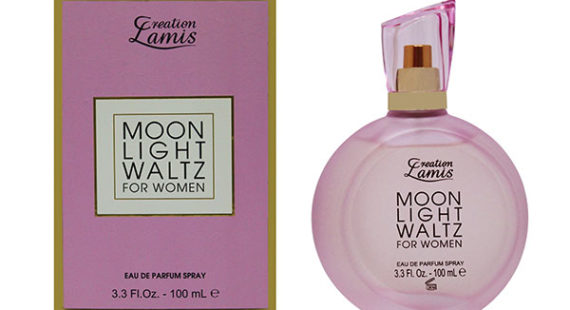 Creation
Lamis
MOON
LIGHT
WALTZ
FOR WOMEN
EAU DE PARFUM SPRAY
3.3 Fl.Oz. - 100 mL ℮
Creation
Lamis
MOON
LIGHT
WALTZ
FOR WOMEN
EAU DE PARFUM SPRAY
3.3 Fl.Oz. - 100 mL ℮